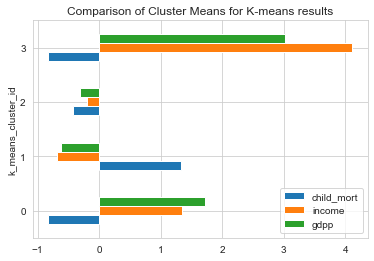 Comparison of Cluster Means for K-means results
k_means_cluster_id
3
2
1
0
child_mort
income
gdpp
−1
0
1
2
3
4